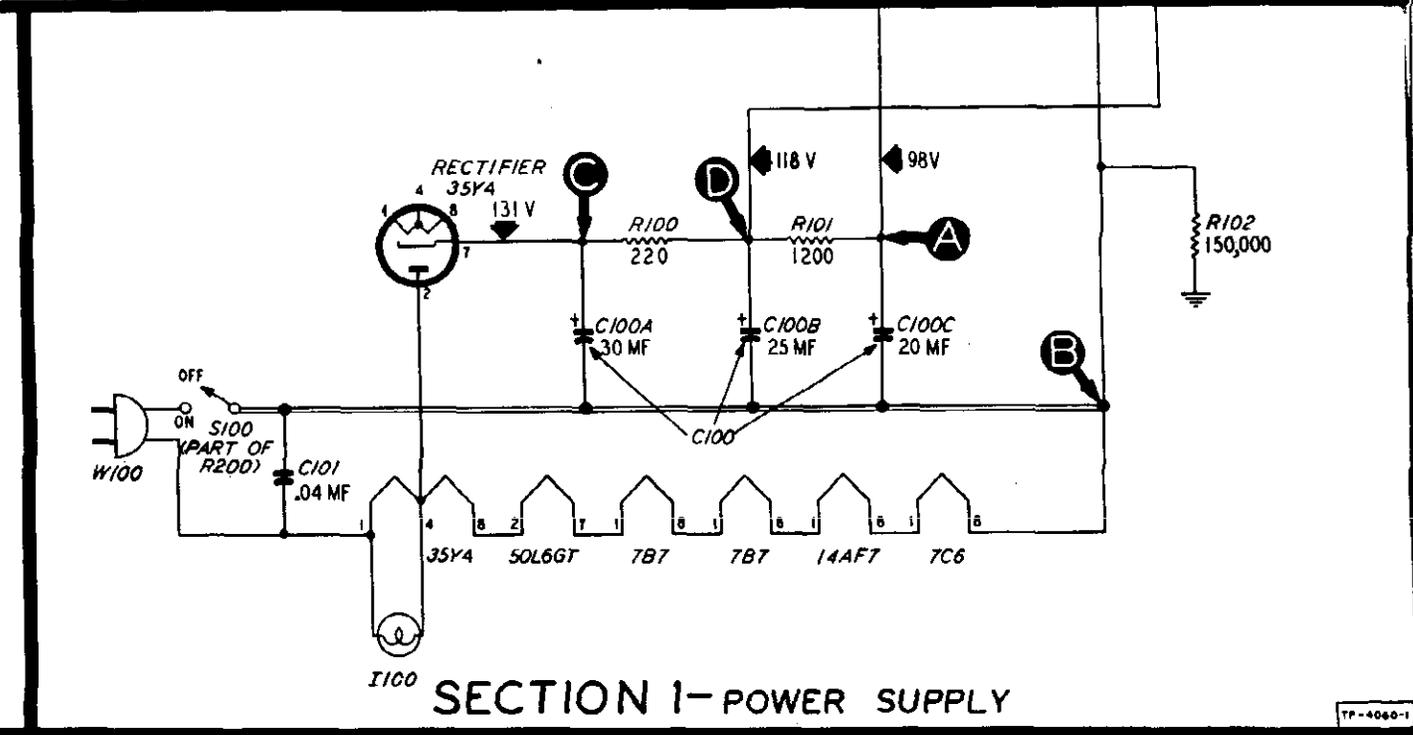 118 V
98V
RECTIFIER
35Y4
4
1
8
131 V
7
2
C
D
A
R100
220
R101
1200
R102
150,000
+
C100A
30 MF
+
C100B
25 MF
+
C100C
20 MF
B
OFF
ON
S100
(PART OF
R200)
W100
C101
.04 MF
C100
1
4
8
2
7
1
8
1
8
1
8
1
8
35Y4
50L6GT
7B7
7B7
14AF7
7C6
I100
SECTION 1- POWER SUPPLY
TP-4060-1